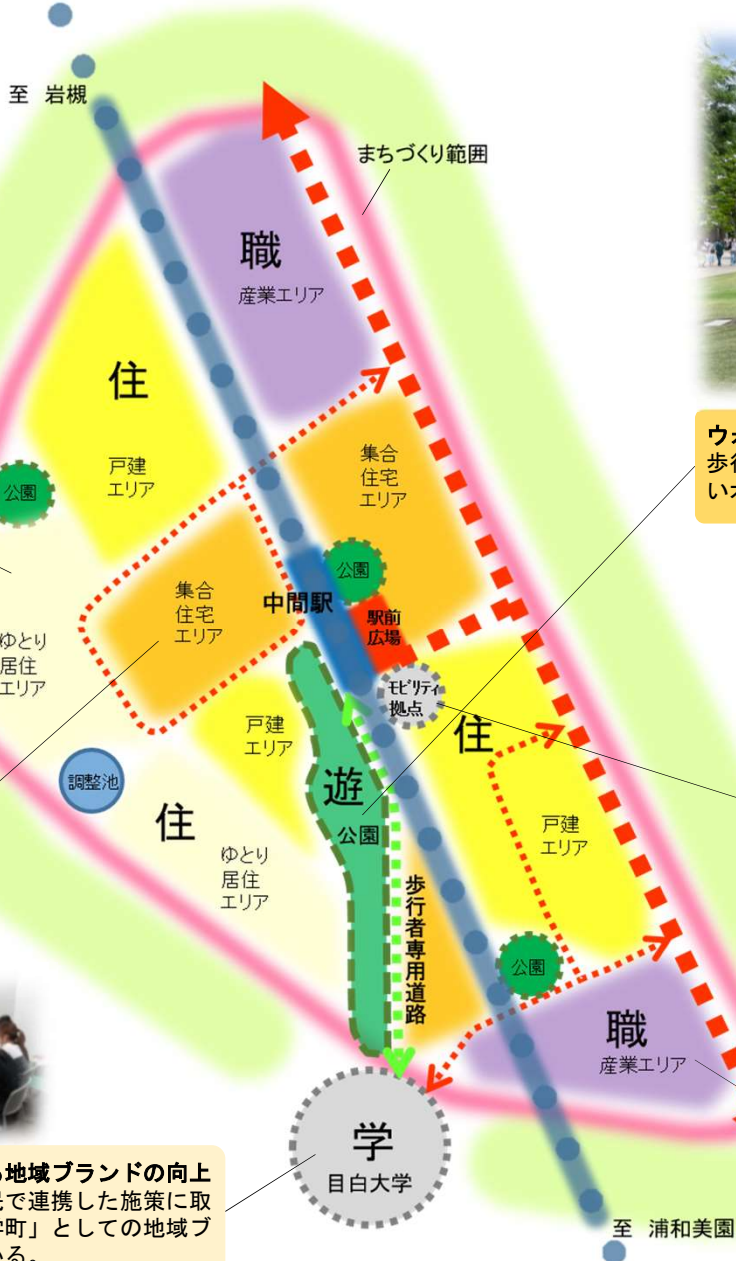 至 岩槻
まちづくり範囲
職
産業エリア
住
戸建
エリア
公園
集合
住宅
エリア
ウォ
歩行
いオ
公園
中間駅
駅前
広場
集合
住宅
エリア
ゆとり
居住
エリア
モビリティ
拠点
戸建
エリア
住
調整池
遊
公園
住
ゆとり
居住
エリア
戸建
エリア
歩行者専用道路
公園
職
産業エリア
学
目白大学
る地域ブランドの向上
民で連携した施策に取
学町」としての地域ブ
いる。
至 浦和美園